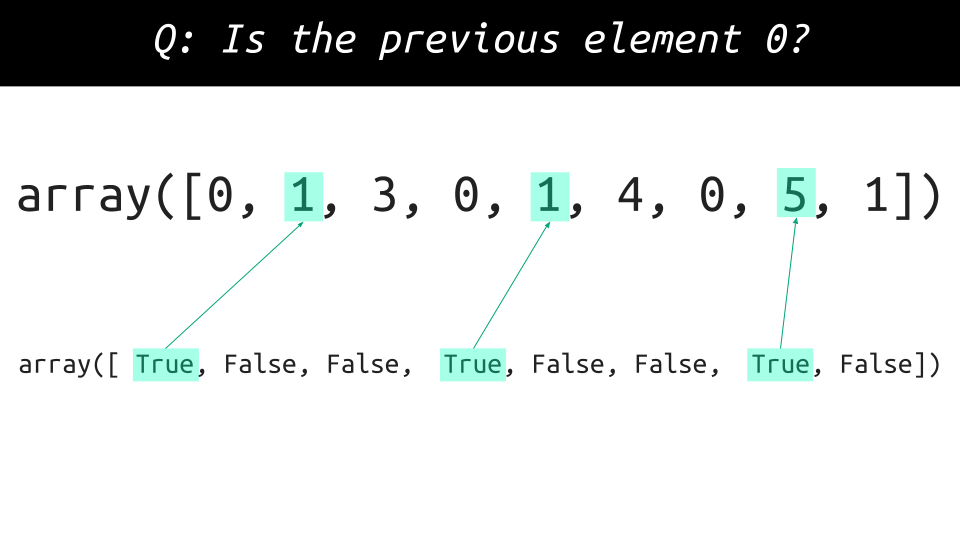 Q: Is the previous element 0?
array([0, 1, 3, 0, 1, 4, 0, 5, 1])
array([ True, False, False, True, False, False, True, False])